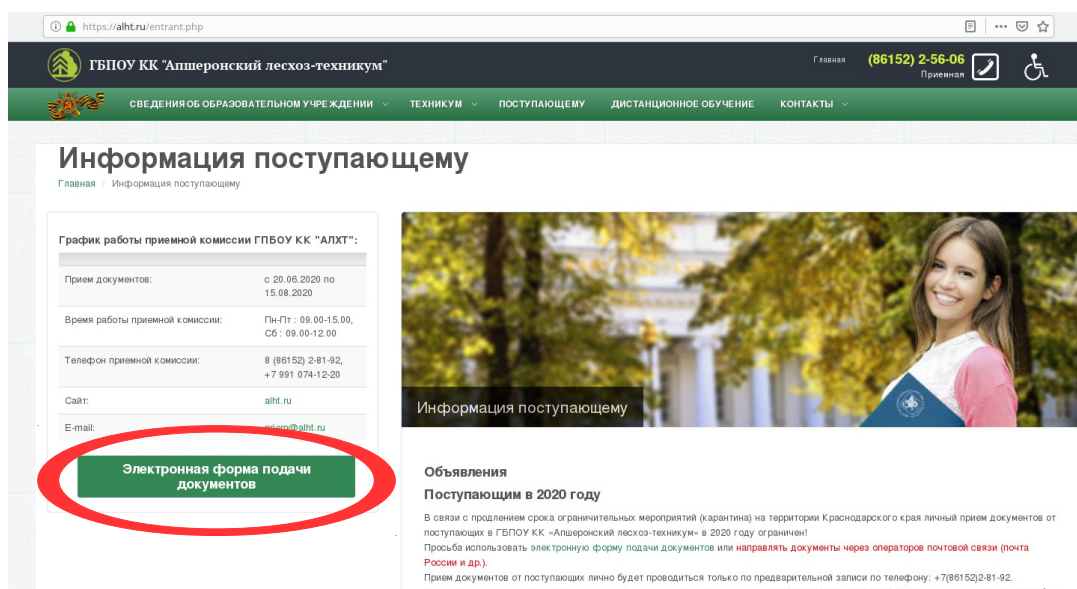 https://alht.ru/entrant.php
ГБПОУ КК "Апшеронский лесхоз-техникум"
Главная
(86152) 2-56-06
Приемная
СВЕДЕНИЯ ОБ ОБРАЗОВАТЕЛЬНОМ УЧРЕЖДЕНИИ ТЕХНИКУМ ПОСТУПАЮЩЕМУ ДИСТАНЦИОННОЕ ОБУЧЕНИЕ КОНТАКТЫ
Информация поступающему
Главная / Информация поступающему
График работы приемной комиссии ГПБОУ КК "АЛХТ":
Прием документов: с 20.06.2020 по
15.08.2020
Время работы приемной комиссии: Пн-Пт : 09.00-15.00,
Сб : 09.00-12.00
Телефон приемной комиссии: 8 (86152) 2-81-92,
+7 991 074-12-20
Сайт: alht.ru
E-mail: priem@alht.ru
Электронная форма подачи
документов
Информация поступающему
Объявления
Поступающим в 2020 году
В связи с продлением срока ограничительных мероприятий (карантина) на территории Краснодарского края личный прием документов от
поступающих в ГБПОУ КК «Апшеронский лесхоз-техникум» в 2020 году ограничен!
Просьба использовать электронную форму подачи документов или направлять документы через операторов почтовой связи (почта
России и др.).
Прием документов от поступающих лично будет проводиться только по предварительной записи по телефону: +7(86152)2-81-92.